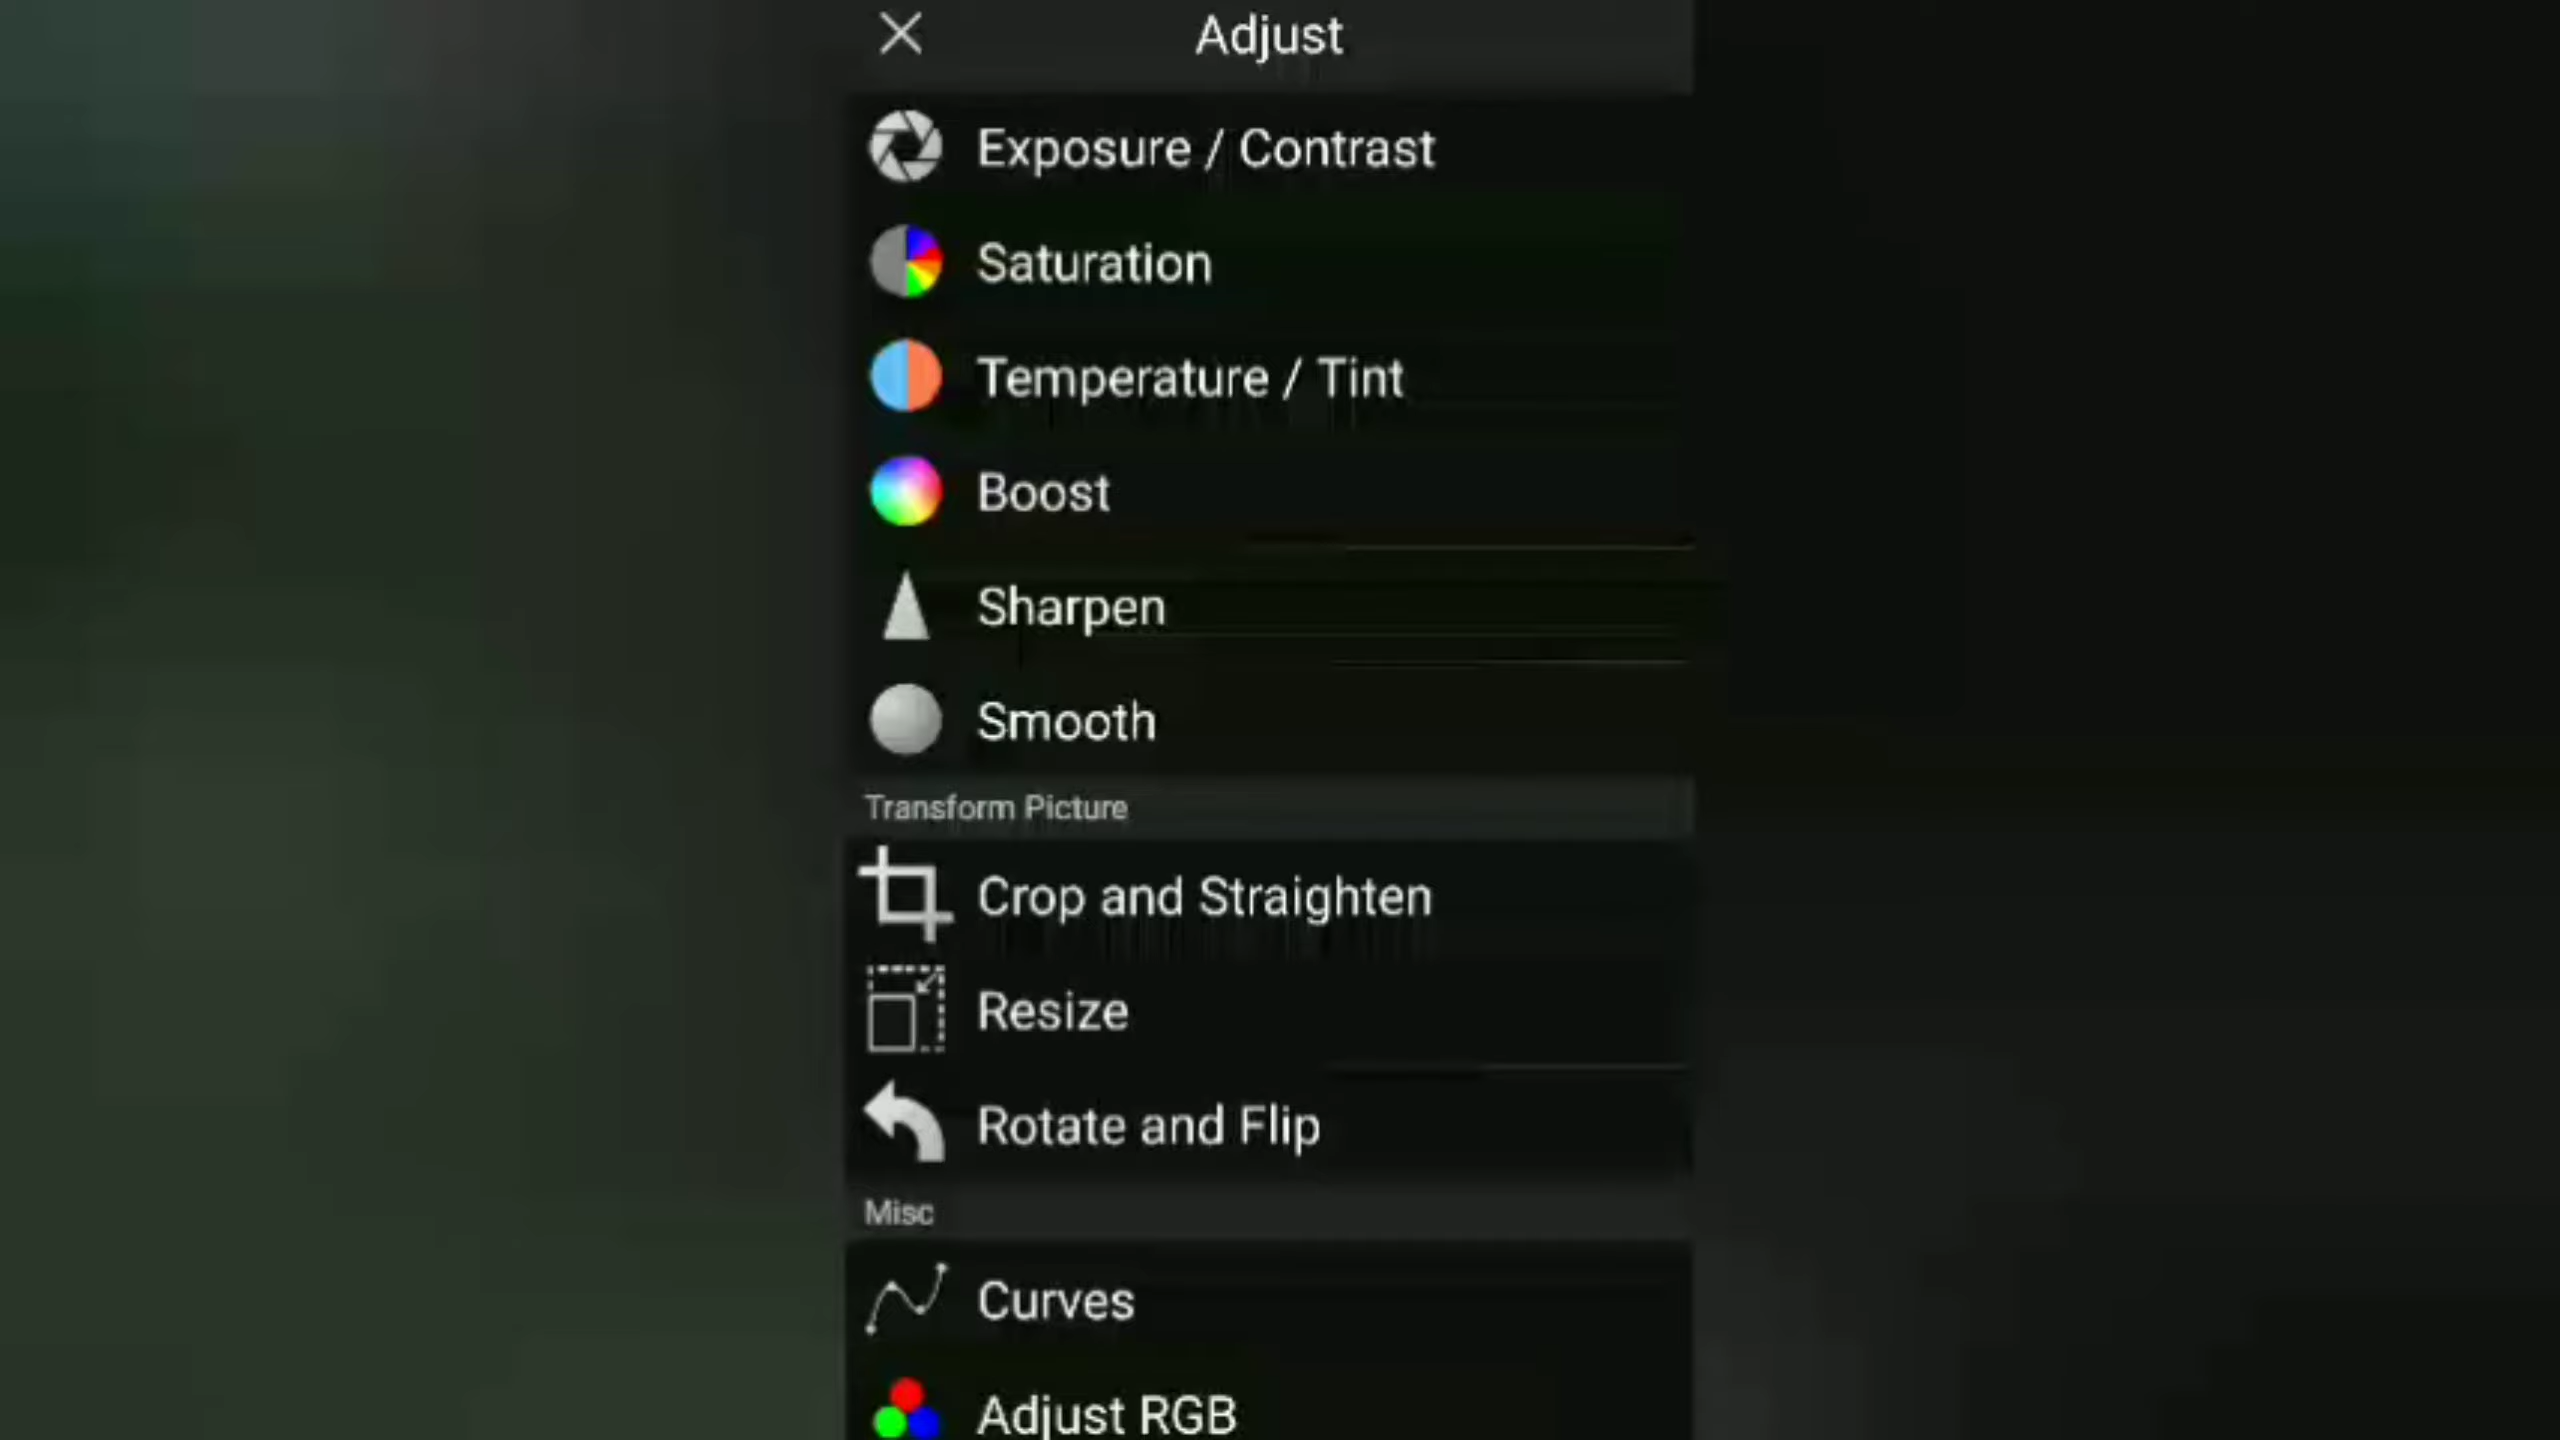 Adjust
Exposure / Contrast
Saturation
Temperature / Tint
Boost
Sharpen
Smooth
Transform Picture
Crop and Straighten
Resize
Rotate and Flip
Misc
Curves
Adjust RGB